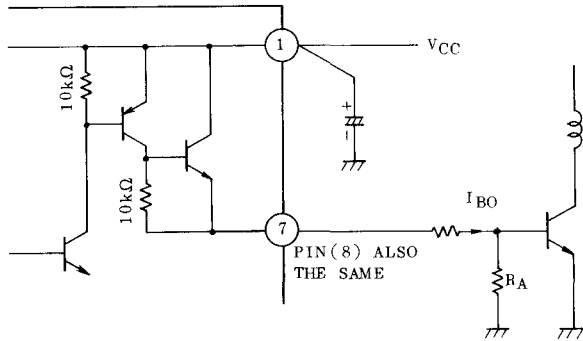 1
VCC
10kΩ
10kΩ
7
PIN(8) ALSO
THE SAME
IBO
RA
+
-